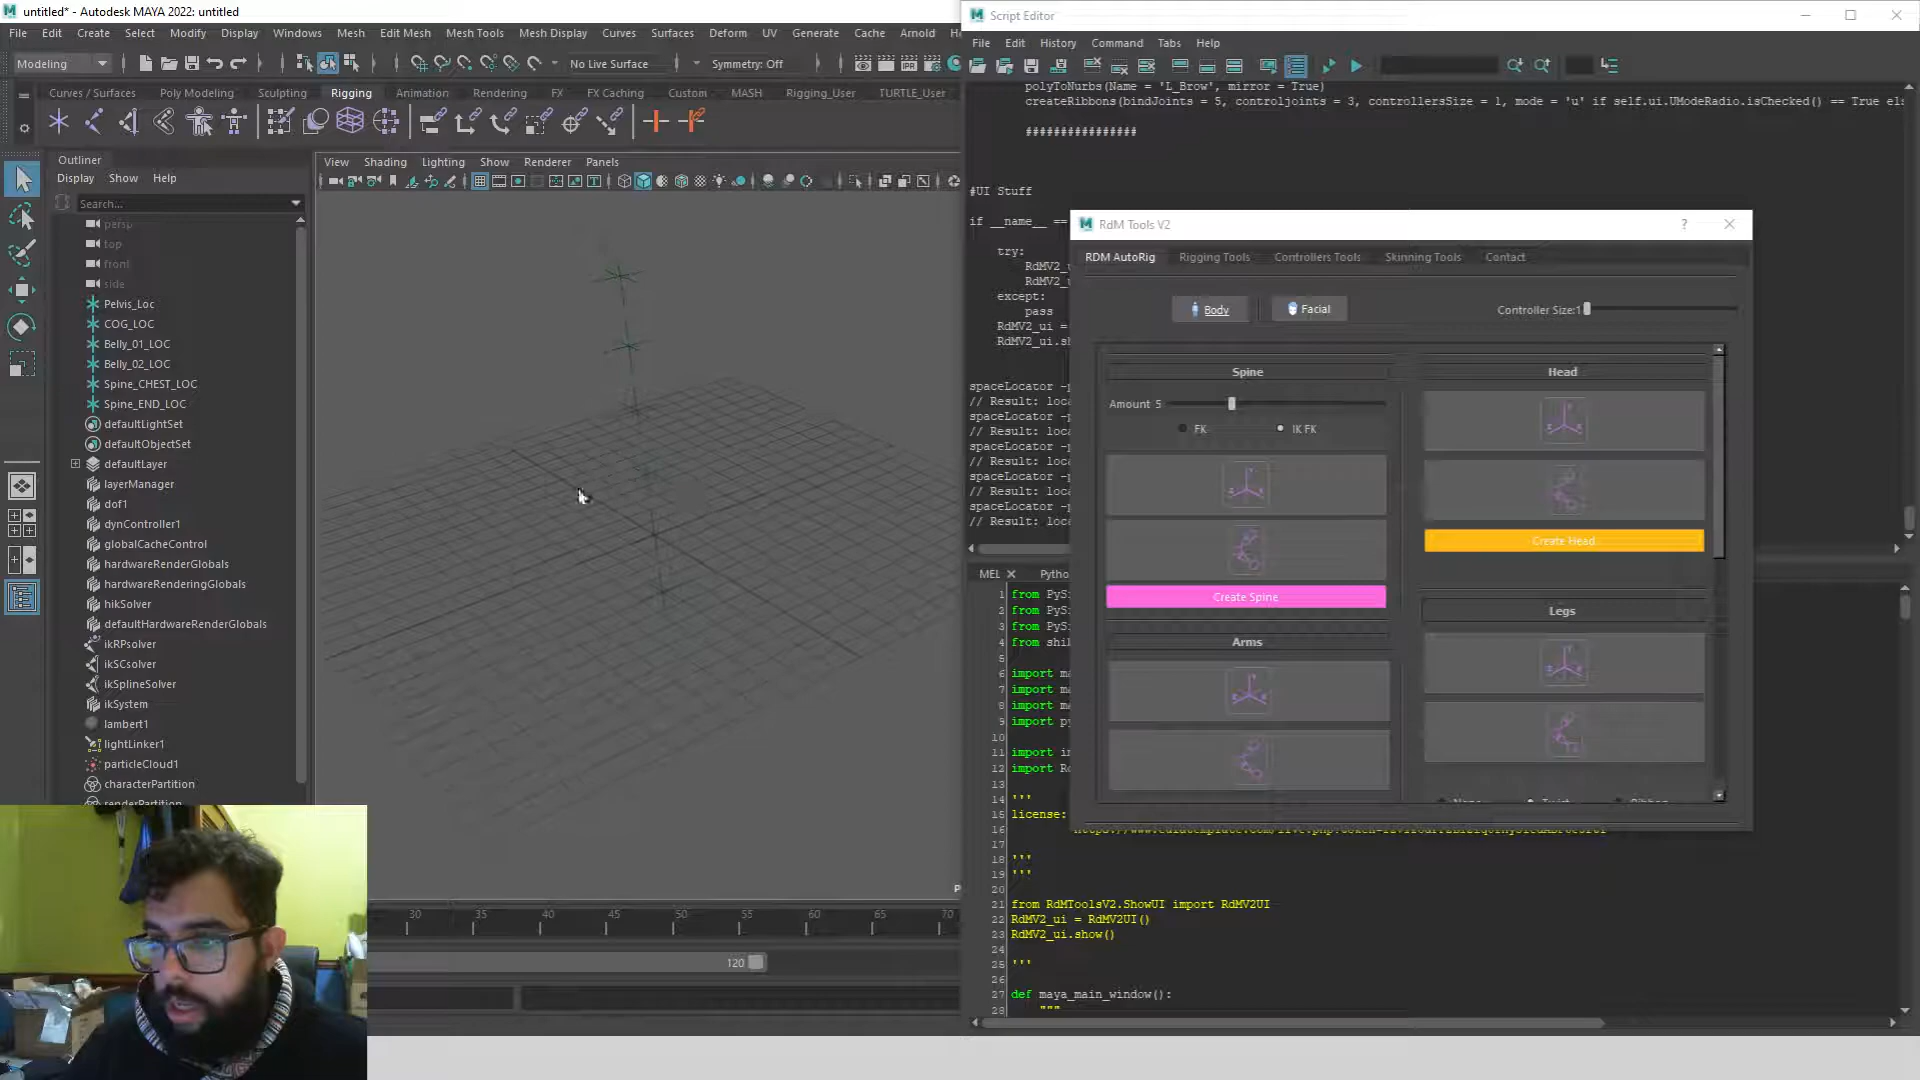 untitled* - Autodesk MAYA 2022: untitled
File Edit Create Select Modify Display Windows Mesh Edit Mesh Mesh Tools Mesh Display Curves Surfaces Deform UV Generate Cache Arnold
Modeling
No Live Surface
Symmetry: Off
Curves / Surfaces Poly Modeling Sculpting Rigging Animation Rendering FX FX Caching Custom MASH Rigging_User TURTLE_User
Outliner
Display Show Help
Search...
persp
top
front
side
Pelvis_Loc
COG_LOC
Belly_01_LOC
Belly_02_LOC
Spine_CHEST_LOC
Spine_END_LOC
defaultLightSet
defaultObjectSet
defaultLayer
layerManager
dof1
dynController1
globalCacheControl
hardwareRenderGlobals
hardwareRenderingGlobals
hikSolver
defaultHardwareRenderGlobals
ikRPsolver
ikSCsolver
ikSplineSolver
ikSystem
lambert1
lightLinker1
particleCloud1
characterPartition
renderPartition
View Shading Lighting Show Renderer Panels
30 35 40 45 50 55 60 65 70
120
Script Editor
File Edit History Command Tabs Help
polyToNurbs(Name = 'L_Brow', mirror = True)
createRibbons(bindJoints = 5, controljoints = 3, controllersSize = 1, mode = 'u' if self.ui.UModeRadio.isChecked() == True
################
#UI Stuff
if __name__ ==
try:
RdMV2_u
RdMV2_u
except:
pass
RdMV2_ui =
RdMV2_ui.s
spaceLocator -p
// Result: loca
spaceLocator -p
// Result: loca
spaceLocator -p
// Result: loca
spaceLocator -p
// Result: loca
spaceLocator -p
// Result: loca
RdM Tools V2
?
RDM AutoRig Rigging Tools Controllers Tools Skinning Tools Contact
Body Facial Controller Size:1
Spine
Amount 5
FK IK FK
Create Spine
Arms
Head
Create Head
Legs
MEL Python
1 from PyS
2 from PyS
3 from PyS
4 from shi
5
6 import ma
7 import ma
8 import ma
9 import py
10
11 import
12 import Rd
13
14 '''
15 license:
16
17
18 '''
19 '''
20
21 from RdMToolsV2.ShowUI import RdMV2UI
22 RdMV2_ui = RdMV2UI()
23 RdMV2_ui.show()
24
25 '''
26
27 def maya_main_window():
28 """